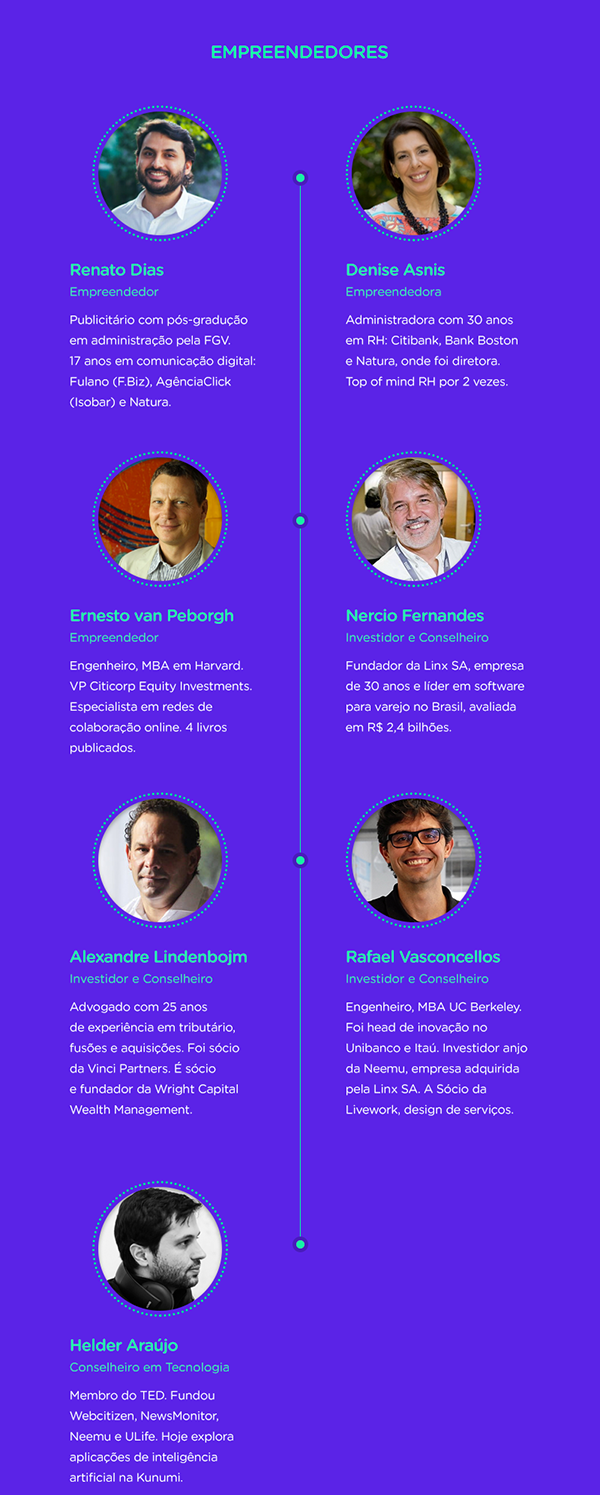 EMPREENDEDORES
Renato Dias
Empreendedor
Publicitário com pós-gradução
em administração pela FGV.
17 anos em comunicação digital:
Fulano (F.Biz), AgênciaClick
(Isobar) e Natura.
Denise Asnis
Empreendedora
Administradora com 30 anos
em RH: Citibank, Bank Boston
e Natura, onde foi diretora.
Top of mind RH por 2 vezes.
Ernesto van Peborgh
Empreendedor
Engenheiro, MBA em Harvard.
VP Citicorp Equity Investments.
Especialista em redes de
colaboração online. 4 livros
publicados.
Nercio Fernandes
Investidor e Conselheiro
Fundador da Linx SA, empresa
de 30 anos e líder em software
para varejo no Brasil, avaliada
em R$ 2,4 bilhões.
Alexandre Lindenbojm
Investidor e Conselheiro
Advogado com 25 anos
de experiência em tributário,
fusões e aquisições. Foi sócio
da Vinci Partners. É sócio
e fundador da Wright Capital
Wealth Management.
Rafael Vasconcellos
Investidor e Conselheiro
Engenheiro, MBA UC Berkeley.
Foi head de inovação no
Unibanco e Itaú. Investidor anjo
da Neemu, empresa adquirida
pela Linx SA. A Sócio da
Livework, design de serviços.
Helder Araújo
Conselheiro em Tecnologia
Membro do TED. Fundou
Webcitizen, NewsMonitor,
Neemu e ULife. Hoje explora
aplicações de inteligência
artificial na Kunumi.